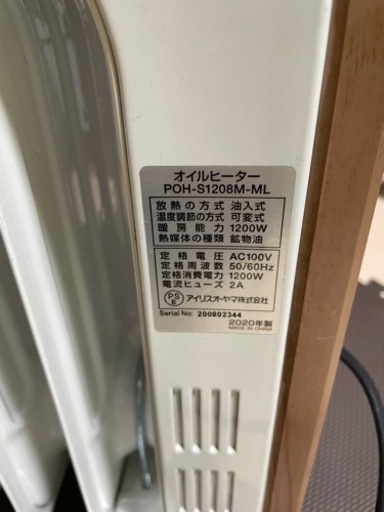 オイルヒーター
POH-S1208M-ML
放熱の方式 油入式
温度調節の方式 可変式
暖房能力 1200W
熱媒体の種類 鉱物油
定格電圧 AC100V
定格周波数 50/60Hz
定格消費電力 1200W
電流ヒューズ 2A
PSE アイリスオーヤマ株式会社
Serial No: 200802344
2020年製
MADE IN CHINA